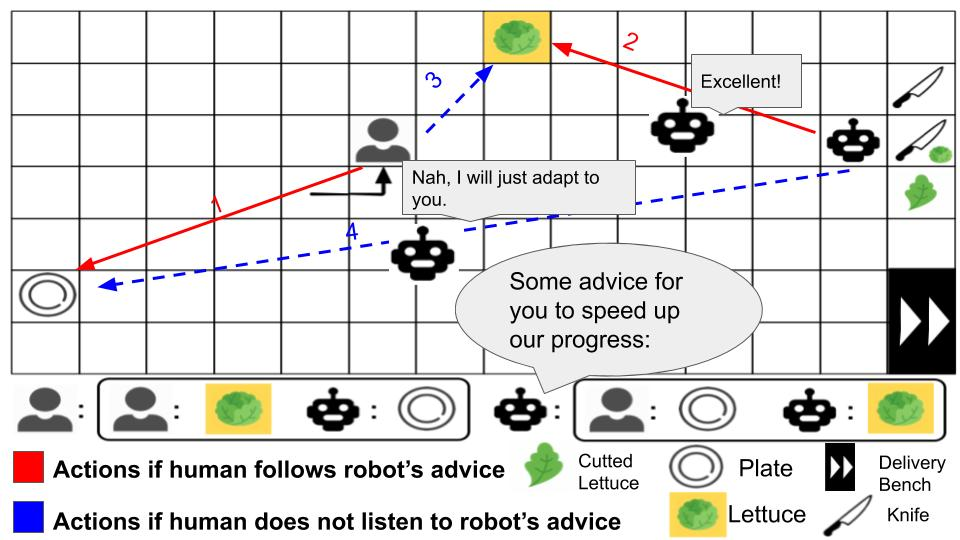 2
Excellent!
3
Nah, I will just adapt to
you.
1
4
Some advice for
you to speed up
our progress:
: : : : : :
Actions if human follows robot's advice
Cutted
Lettuce
Plate
Delivery
Bench
Actions if human does not listen to robot's advice
Lettuce
Knife